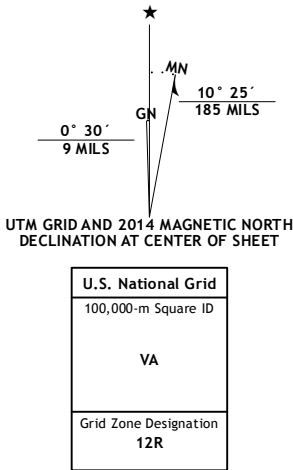 ★
MN
GN
10° 25´
185 MILS
0° 30´
9 MILS
UTM GRID AND 2014 MAGNETIC NORTH
DECLINATION AT CENTER OF SHEET
U.S. National Grid
100,000-m Square ID
VA
Grid Zone Designation
12R